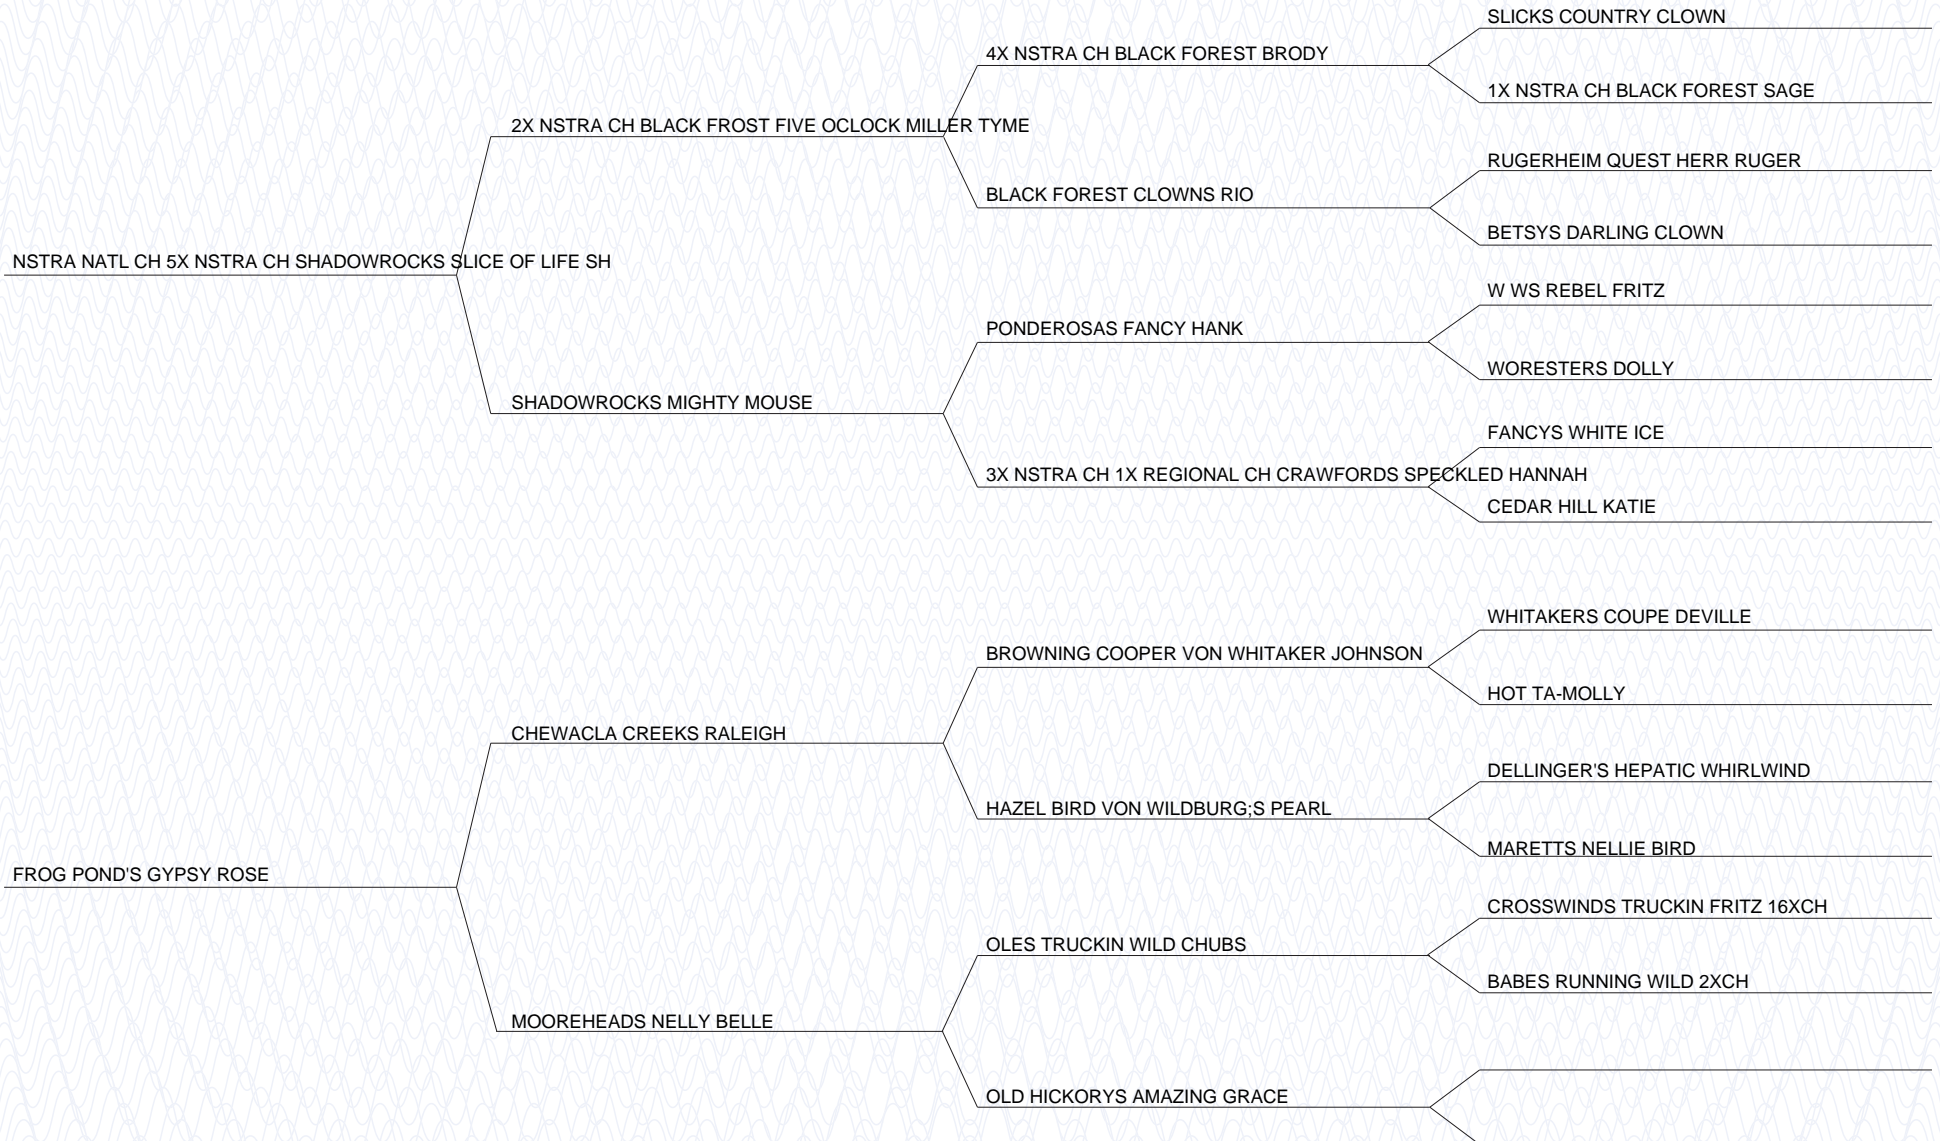 SLICKS COUNTRY CLOWN
4X NSTRA CH BLACK FOREST BRODY
1X NSTRA CH BLACK FOREST SAGE
2X NSTRA CH BLACK FROST FIVE OCLOCK MILLER TYME
RUGERHEIM QUEST HERR RUGER
BLACK FOREST CLOWNS RIO
BETSYS DARLING CLOWN
NSTRA NATL CH 5X NSTRA CH SHADOWROCKS SLICE OF LIFE SH
W WS REBEL FRITZ
PONDEROSAS FANCY HANK
WORESTERS DOLLY
SHADOWROCKS MIGHTY MOUSE
FANCYS WHITE ICE
3X NSTRA CH 1X REGIONAL CH CRAWFORDS SPECKLED HANNAH
CEDAR HILL KATIE
WHITAKERS COUPE DEVILLE
BROWNING COOPER VON WHITAKER JOHNSON
HOT TA-MOLLY
CHEWACLA CREEKS RALEIGH
DELLINGER'S HEPATIC WHIRLWIND
HAZEL BIRD VON WILDBURG;S PEARL
MARETTS NELLIE BIRD
FROG POND'S GYPSY ROSE
CROSSWINDS TRUCKIN FRITZ 16XCH
OLES TRUCKIN WILD CHUBS
BABES RUNNING WILD 2XCH
MOOREHEADS NELLY BELLE
OLD HICKORYS AMAZING GRACE